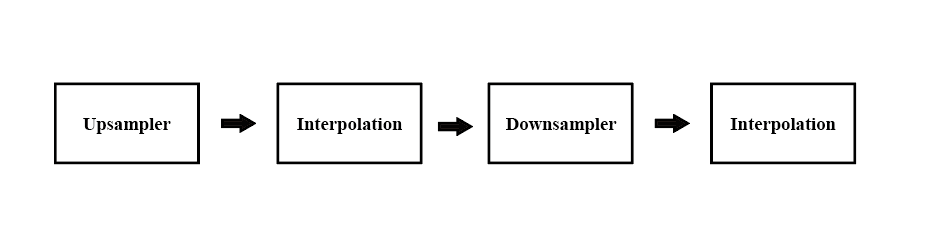 Upsampler
Interpolation
Downsampler
Interpolation